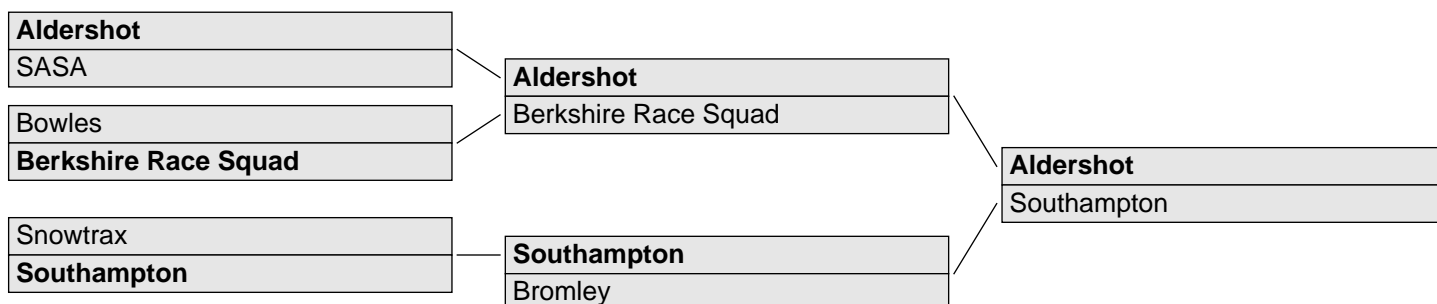 Aldershot
SASA
Bowles
Berkshire Race Squad
Snowtrax
Southampton
Aldershot
Berkshire Race Squad
Southampton
Bromley
Aldershot
Southampton